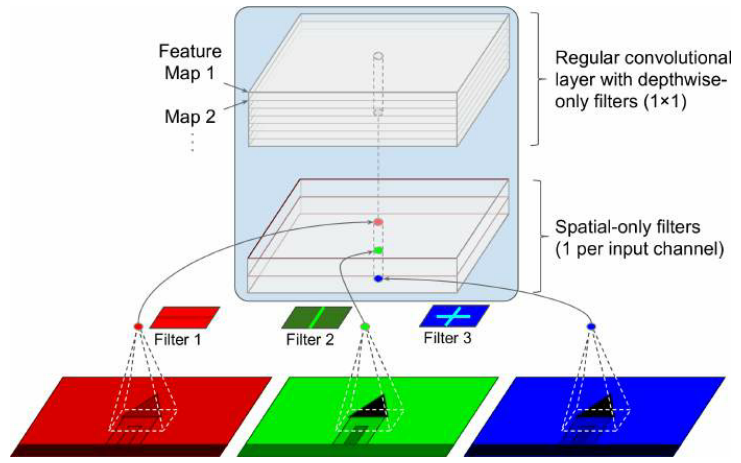 Feature
Map 1
Map 2
⋮
Regular convolutional
layer with depthwise-
only filters (1×1)
Spatial-only filters
(1 per input channel)
Filter 1
Filter 2
Filter 3